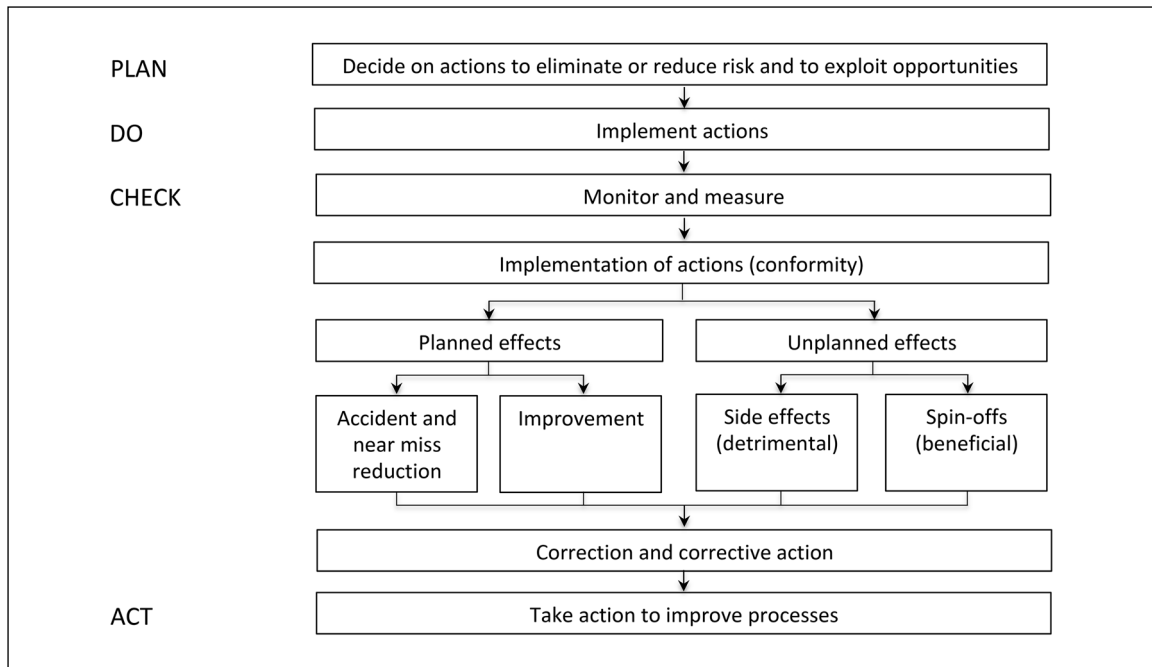 PLAN
Decide on actions to eliminate or reduce risk and to exploit opportunities
DO
Implement actions
CHECK
Monitor and measure
Implementation of actions (conformity)
Planned effects
Unplanned effects
Accident and
near miss
reduction
Improvement
Side effects
(detrimental)
Spin-offs
(beneficial)
Correction and corrective action
ACT
Take action to improve processes